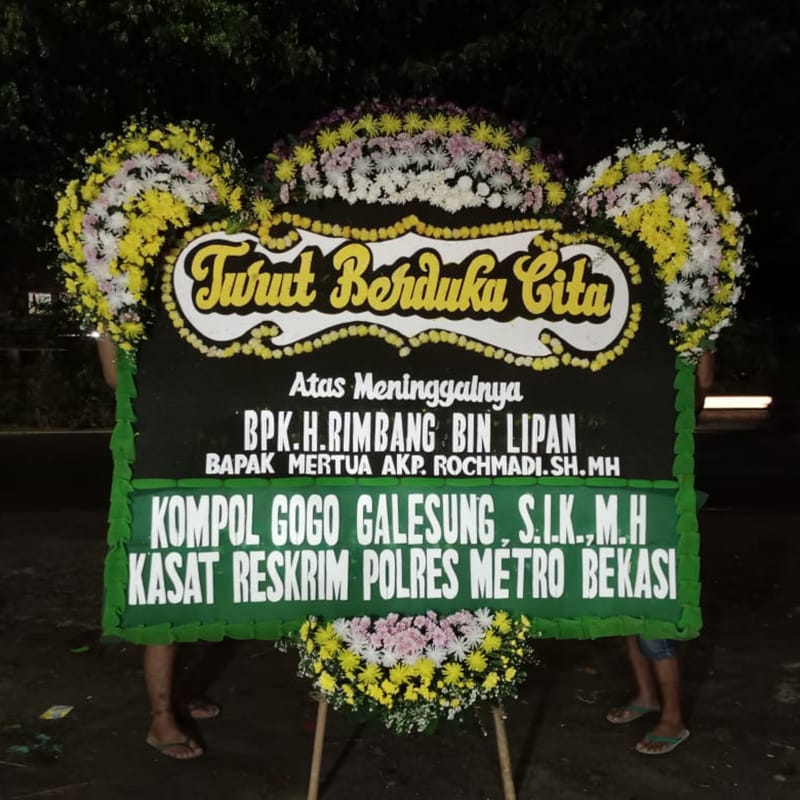 Turut Berduka Cita
Atas Meninggalnya
BPK.H.RIMBANG BIN LIPAN
BAPAK MERTUA AKP. ROCHMADI.SH.MH
KOMPOL GOGO GALESUNG, S.I.K.,M.H
KASAT RESKRIM POLRES METRO BEKASI